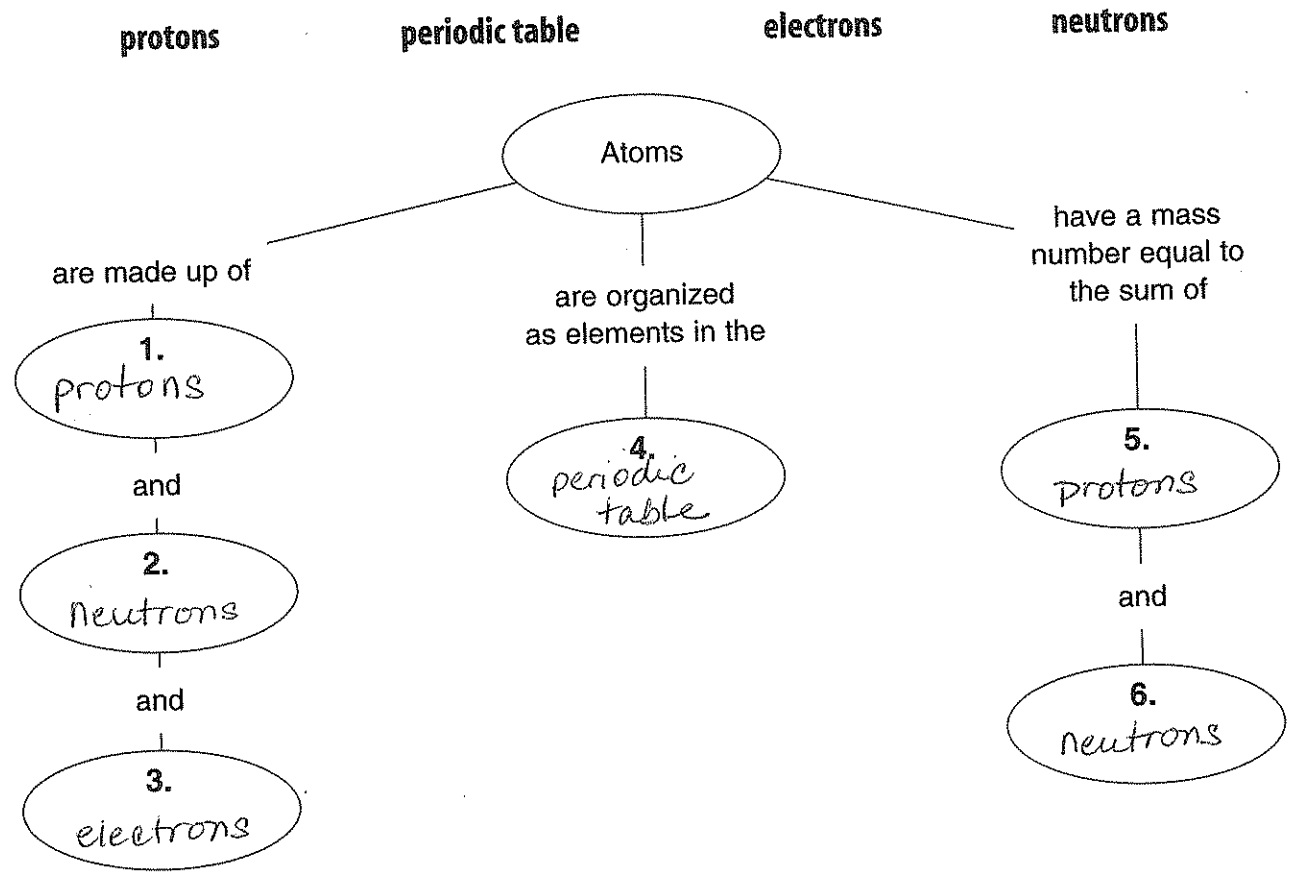 protons periodic table electrons neutrons
Atoms
are made up of
1.
protons
and
2.
neutrons
and
3.
electrons
are organized
as elements in the
4.
periodic
table
have a mass
number equal to
the sum of
5.
protons
and
6.
neutrons